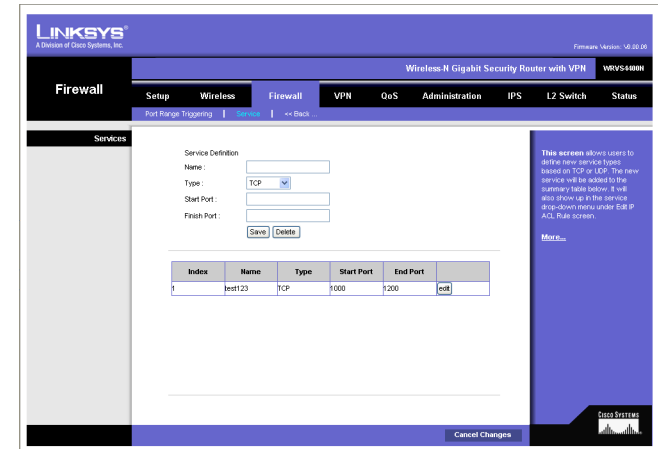 LINKSYS®
A Division of Cisco Systems, Inc.
Firmware Version: V0.00.06
Wireless-N Gigabit Security Router with VPN
WRVS4400N
Firewall
Setup
Wireless
Firewall
VPN
QoS
Administration
IPS
L2 Switch
Status
Port Range Triggering | Service | << Back ...
Services
Service Definition
Name :
Type : TCP
Start Port :
Finish Port :
Save Delete
Index Name Type Start Port End Port
1 test123 TCP 1000 1200 edit
This screen allows users to
define new service types
based on TCP or UDP. The new
service will be added to the
summary table below. It will
also show up in the service
drop-down menu under Edit IP
ACL Rule screen.
More...
Cancel Changes
CISCO SYSTEMS